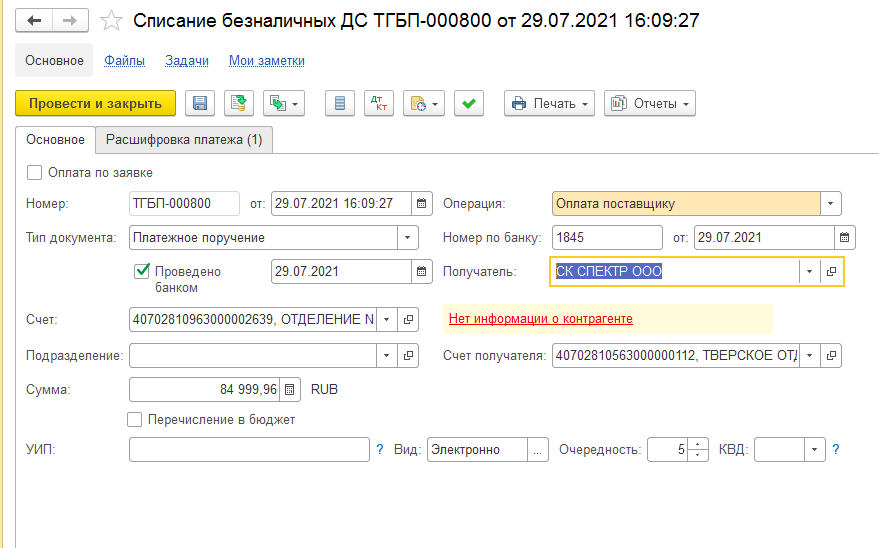 Списание безналичных ДС ТГБП-000800 от 29.07.2021 16:09:27
Основное Файлы Задачи Мои заметки
Провести и закрыть Дт Кт Печать Отчеты
Основное Расшифровка платежа (1)
Оплата по заявке
Номер: ТГБП-000800 от: 29.07.2021 16:09:27 Операция: Оплата поставщику
Тип документа: Платежное поручение Номер по банку: 1845 от: 29.07.2021
Проведено банком 29.07.2021 Получатель: СК СПЕКТР ООО
Счет: 40702810963000002639, ОТДЕЛЕНИЕ N Нет информации о контрагенте
Подразделение: Счет получателя: 40702810563000000112, ТВЕРСКОЕ ОТД
Сумма: 84 999,96 RUB
Перечисление в бюджет
УИП: ? Вид: Электронно ... Очередность: 5 КВД: ?